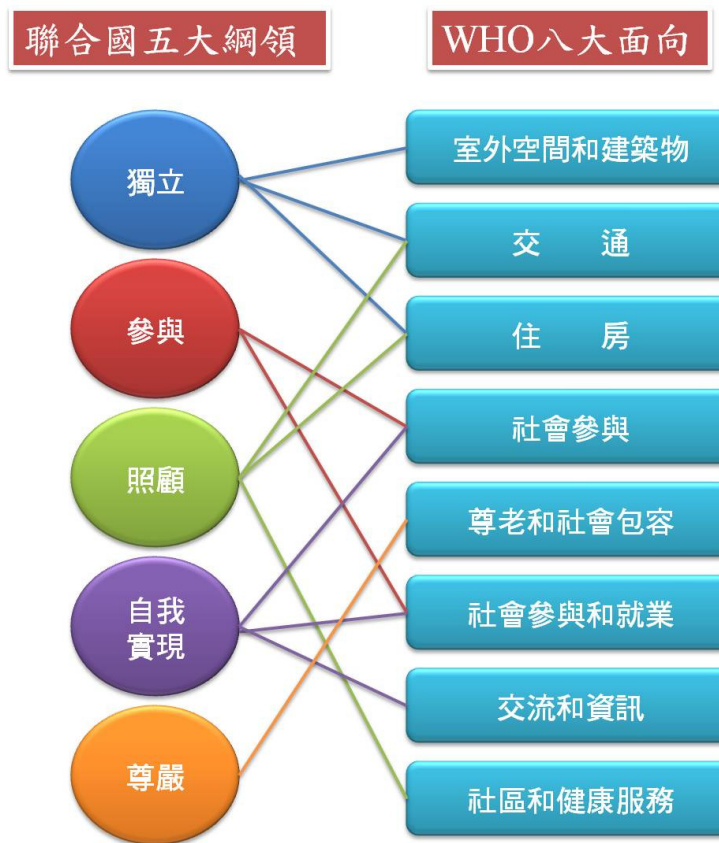 聯合國五大綱領
WHO八大面向
獨立
參與
照顧
自我
實現
尊嚴
室外空間和建築物
交 通
住 房
社會參與
尊老和社會包容
社會參與和就業
交流和資訊
社區和健康服務